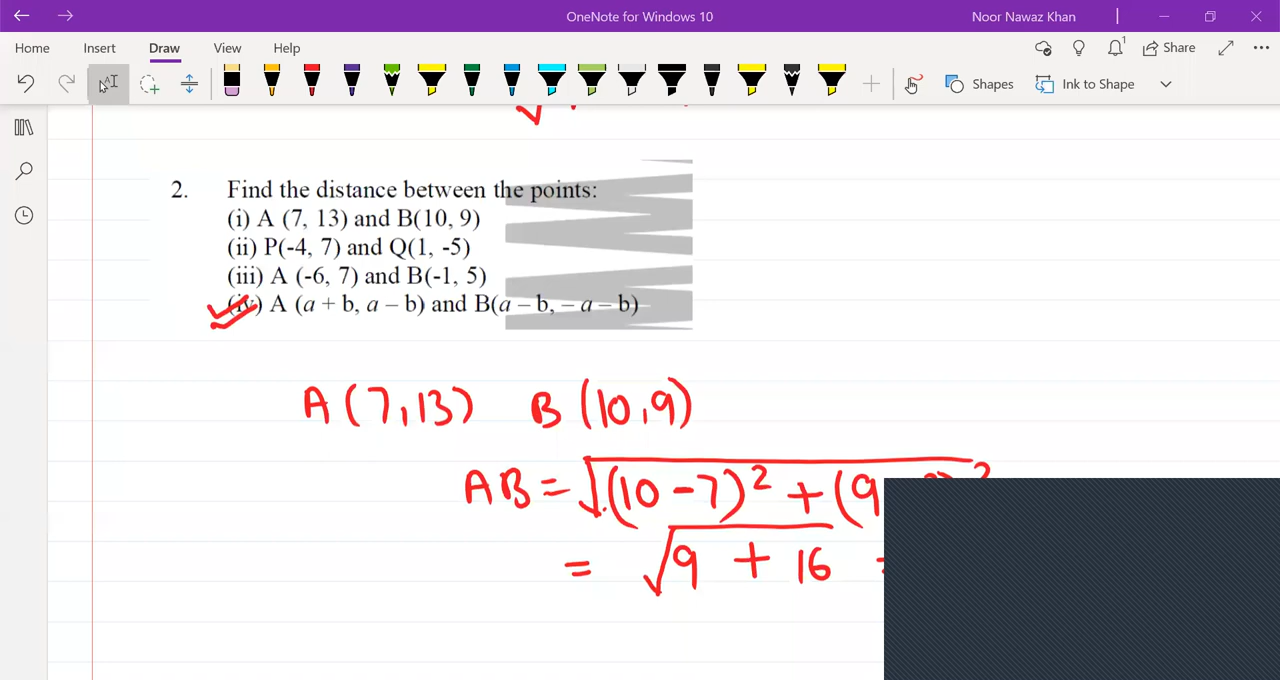 OneNote for Windows 10
Noor Nawaz Khan
Home Insert Draw View Help
1
Share
Shapes
Ink to Shape
2. Find the distance between the points:
(i) A (7, 13) and B(10, 9)
(ii) P(-4, 7) and Q(1, -5)
(iii) A (-6, 7) and B(-1, 5)
(iv) A (a + b, a – b) and B(a – b, – a – b)
A (7,13) B (10,9)
AB = √(10 - 7)² + (9
= √9 + 16